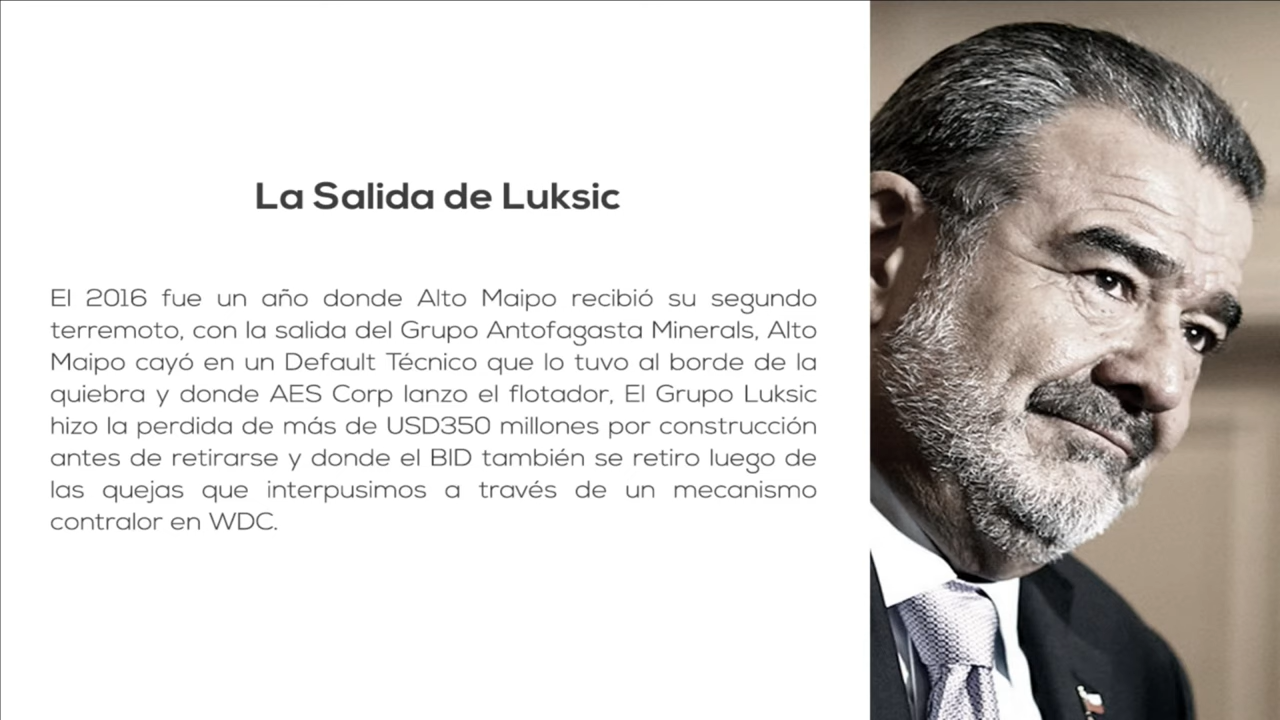 La Salida de Luksic
El 2016 fue un año donde Alto Maipo recibió su segundo
terremoto, con la salida del Grupo Antofagasta Minerals, Alto
Maipo cayó en un Default Técnico que lo tuvo al borde de la
quiebra y donde AES Corp lanzo el flotador, El Grupo Luksic
hizo la perdida de más de USD350 millones por construcción
antes de retirarse y donde el BID también se retiro luego de
las quejas que interpusimos a través de un mecanismo
contralor en WDC.